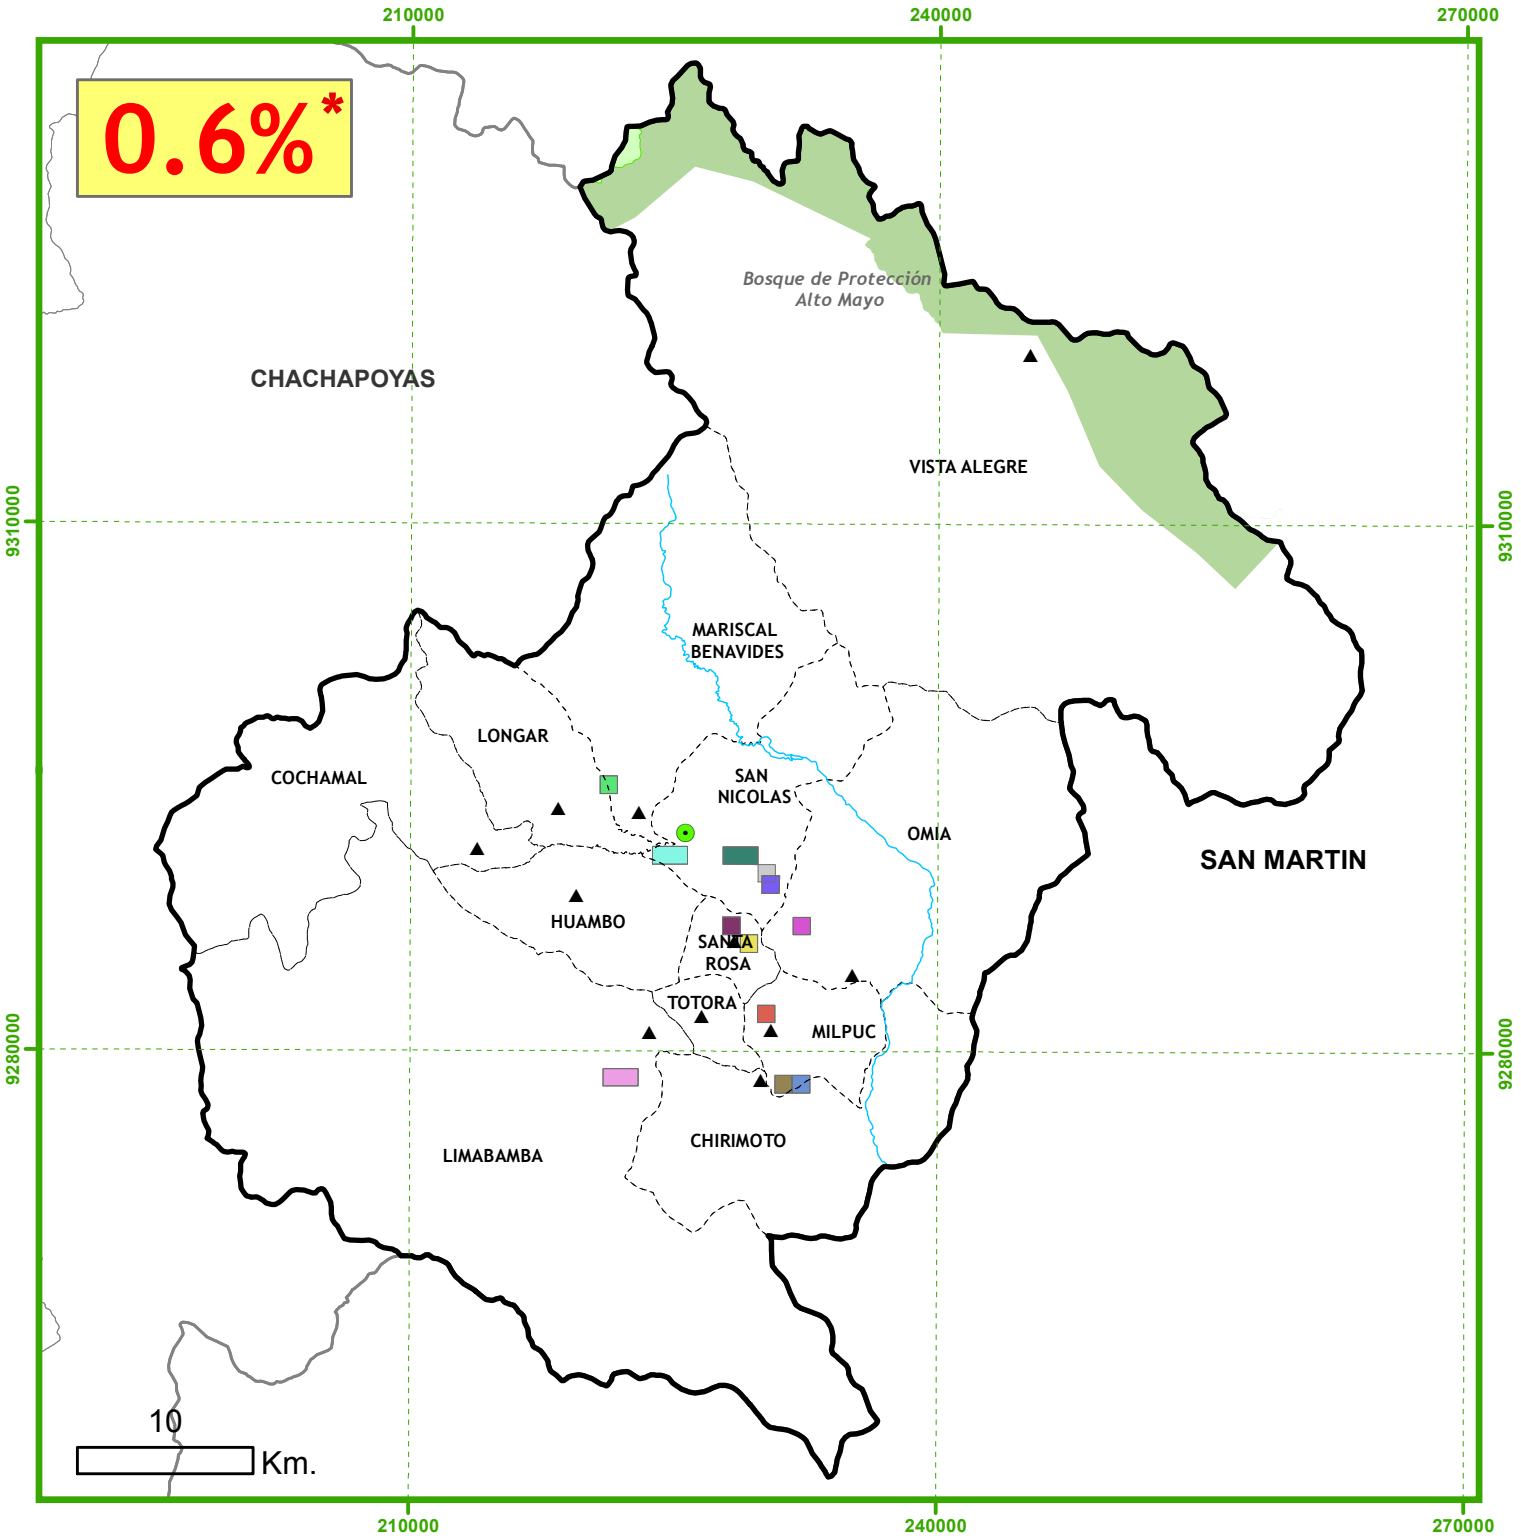 210000
240000
270000
0.6%*
Bosque de Protección
Alto Mayo
CHACHAPOYAS
VISTA ALEGRE
9310000
9310000
MARISCAL
BENAVIDES
LONGAR
COCHAMAL
SAN
NICOLAS
OMIA
SAN MARTIN
HUAMBO
SANTA
ROSA
TOTORA
MILPUC
9280000
9280000
CHIRIMOTO
LIMABAMBA
10
Km.
210000
240000
270000